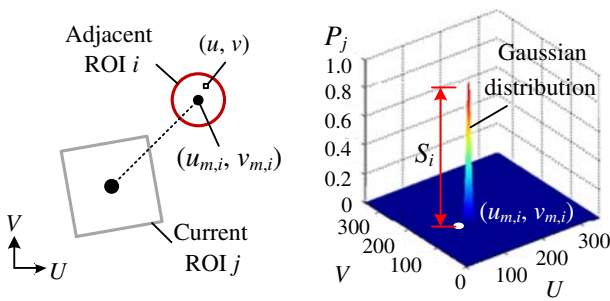 Adjacent
ROI i
(u, v)
(u_{m,i}, v_{m,i})
Current
ROI j
V
U
P_j
1.0
0.8
0.6
0.4
0.2
0
Gaussian
distribution
S_i
(u_{m,i}, v_{m,i})
300
200
100
0
100
200
300
V
U